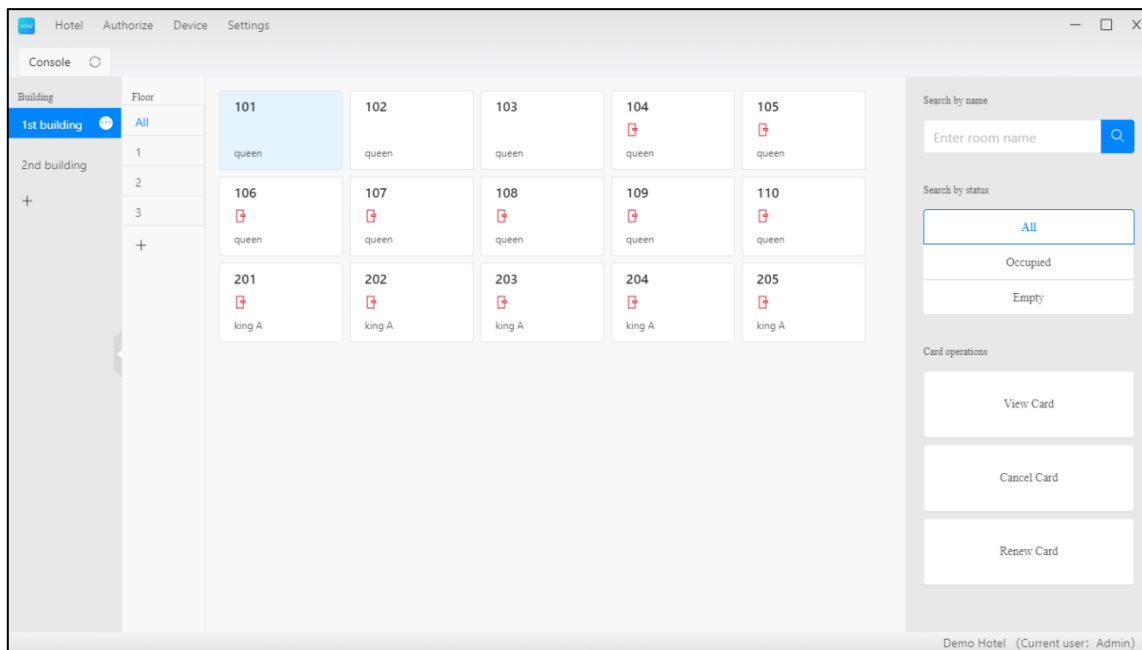 Hotel Authorize Device Settings
Console
Building
1st building
2nd building
Floor
All
1
2
3
101 102 103 104 105
queen queen queen queen queen
106 107 108 109 110
queen queen queen queen queen
201 202 203 204 205
king A king A king A king A king A
Search by name
Enter room name
Search by status
All
Occupied
Empty
Card operations
View Card
Cancel Card
Renew Card
Demo Hotel (Current user: Admin)